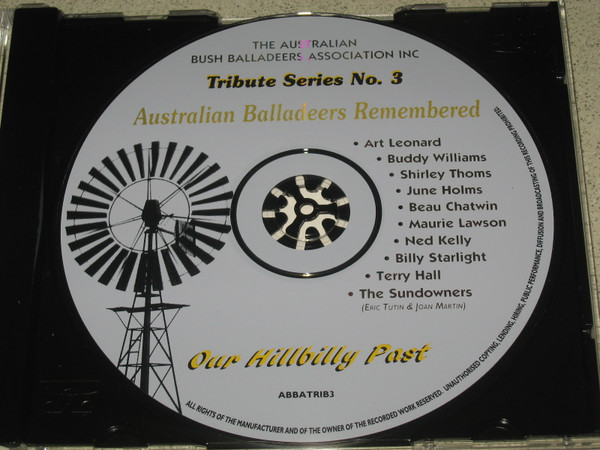 THE AUSTRALIAN
BUSH BALLADEERS ASSOCIATION INC
Tribute Series No. 3
Australian Balladeers Remembered
• Art Leonard
• Buddy Williams
• Shirley Thoms
• June Holms
• Beau Chatwin
• Maurie Lawson
• Ned Kelly
• Billy Starlight
• Terry Hall
• The Sundowners
(ERIC TUTIN & JOAN MARTIN)
Our Hillbilly Past
ABBATRIB3
ALL RIGHTS OF THE MANUFACTURER AND OF THE OWNER OF THE RECORDED WORK RESERVED. UNAUTHORISED COPYING, LENDING, HIRING, PUBLIC PERFORMANCE, DIFFUSION AND BROADCASTING OF THIS RECORDING PROHIBITED.